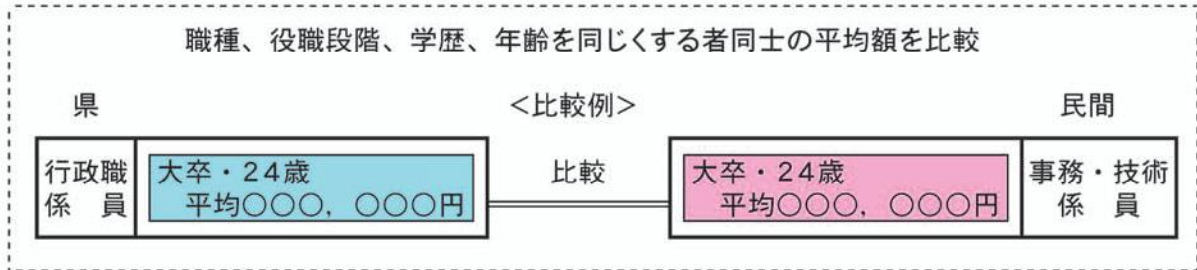 職種、役職段階、学歴、年齢を同じくする者同士の平均額を比較
県
＜比較例＞
民間
行政職
係　員
大卒・２４歳
平均○○○，○○○円
比較
大卒・２４歳
平均○○○，○○○円
事務・技術
係　員